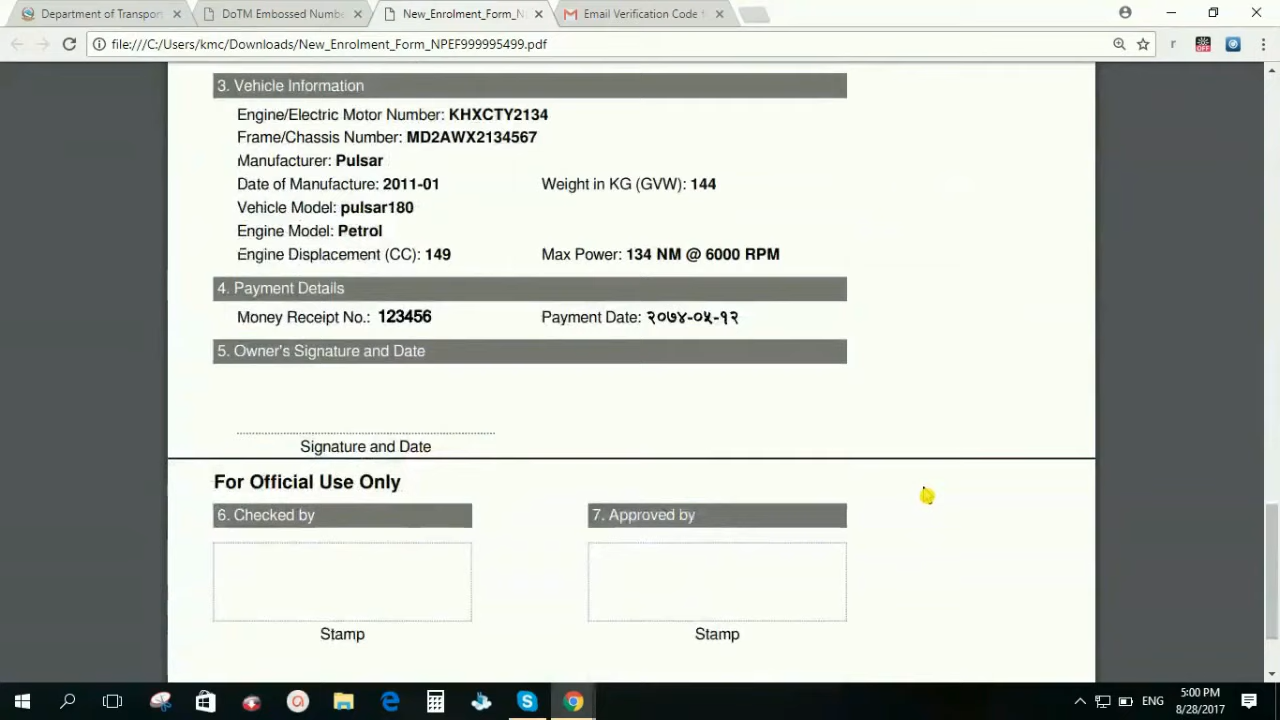 Department of Transpor
DoTM Embossed Numb
New_Enrolment_Form_N
Email Verification Code
file:///C:/Users/kmc/Downloads/New_Enrolment_Form_NPEF999995499.pdf
r
OFF
3. Vehicle Information
Engine/Electric Motor Number: KHXCTY2134
Frame/Chassis Number: MD2AWX2134567
Manufacturer: Pulsar
Date of Manufacture: 2011-01 Weight in KG (GVW): 144
Vehicle Model: pulsar180
Engine Model: Petrol
Engine Displacement (CC): 149 Max Power: 134 NM @ 6000 RPM
4. Payment Details
Money Receipt No.: 123456 Payment Date: २०७४-०५-१२
5. Owner's Signature and Date
Signature and Date
For Official Use Only
6. Checked by 7. Approved by
Stamp Stamp
ENG
5:00 PM
8/28/2017